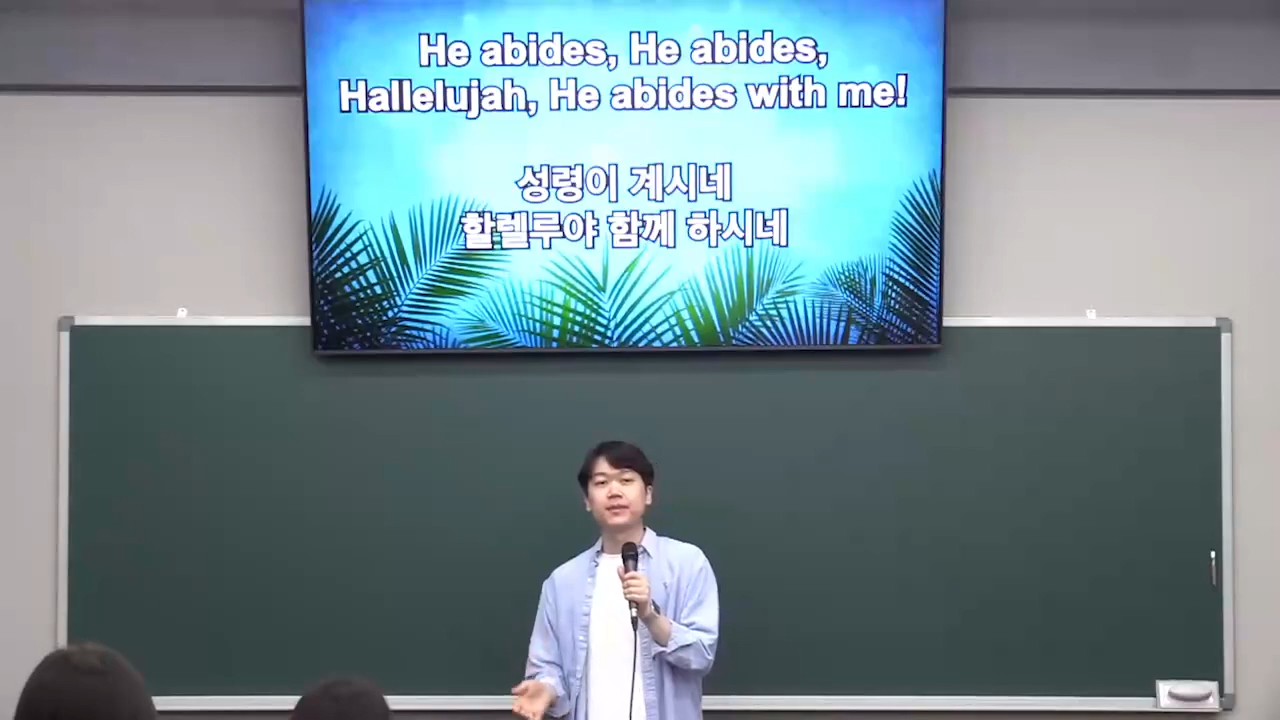 He abides, He abides,
Hallelujah, He abides with me!
성령이 계시네
할렐루야 함께 하시네